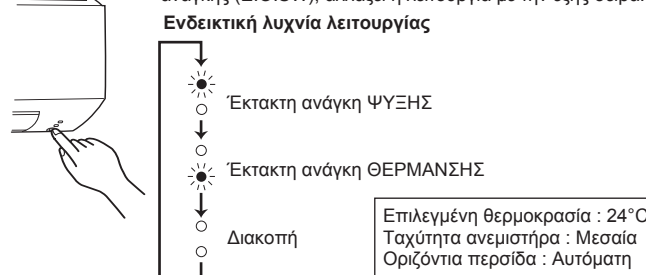 Ενδεικτική λυχνία λειτουργίας
Έκτακτη ανάγκη ΨΥΞΗΣ
Έκτακτη ανάγκη ΘΕΡΜΑΝΣΗΣ
Διακοπή
Επιλεγμένη θερμοκρασία : 24°C
Ταχύτητα ανεμιστήρα : Μεσαία
Οριζόντια περσίδα : Αυτόματη